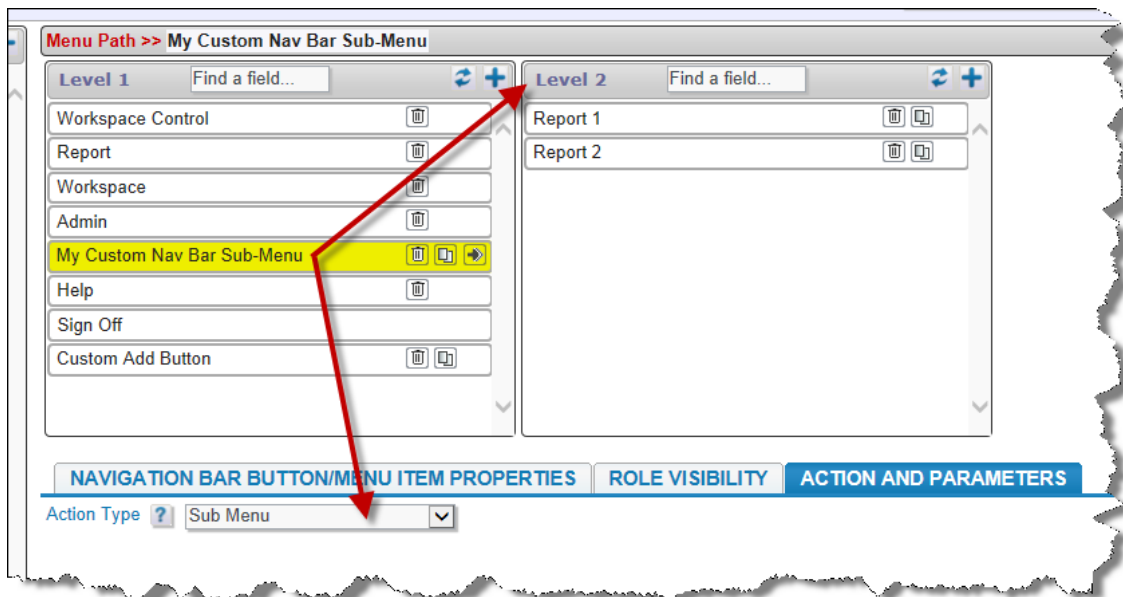 Menu Path >> My Custom Nav Bar Sub-Menu
Level 1 Find a field...
Workspace Control
Report
Workspace
Admin
My Custom Nav Bar Sub-Menu
Help
Sign Off
Custom Add Button
Level 2 Find a field...
Report 1
Report 2
NAVIGATION BAR BUTTON/MENU ITEM PROPERTIES ROLE VISIBILITY ACTION AND PARAMETERS
Action Type ? Sub Menu